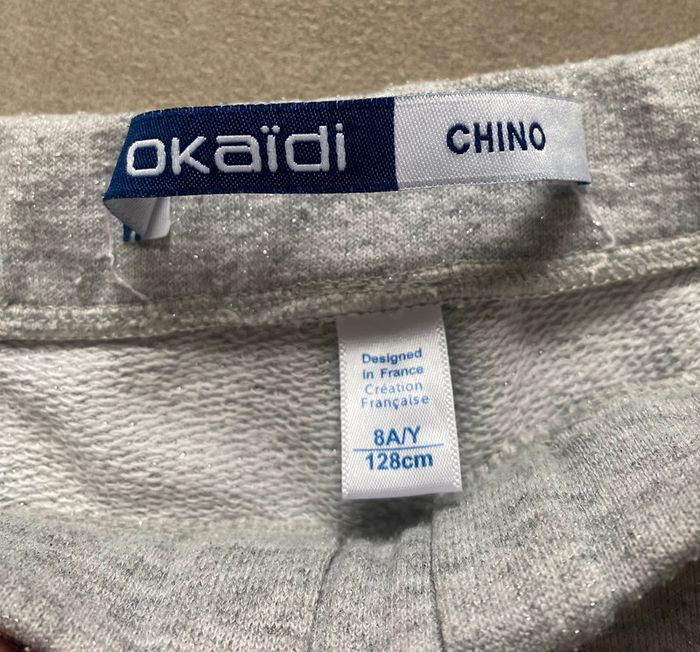 okaïdi CHINO
Designed
in France
Création
Française
8A/Y
128cm